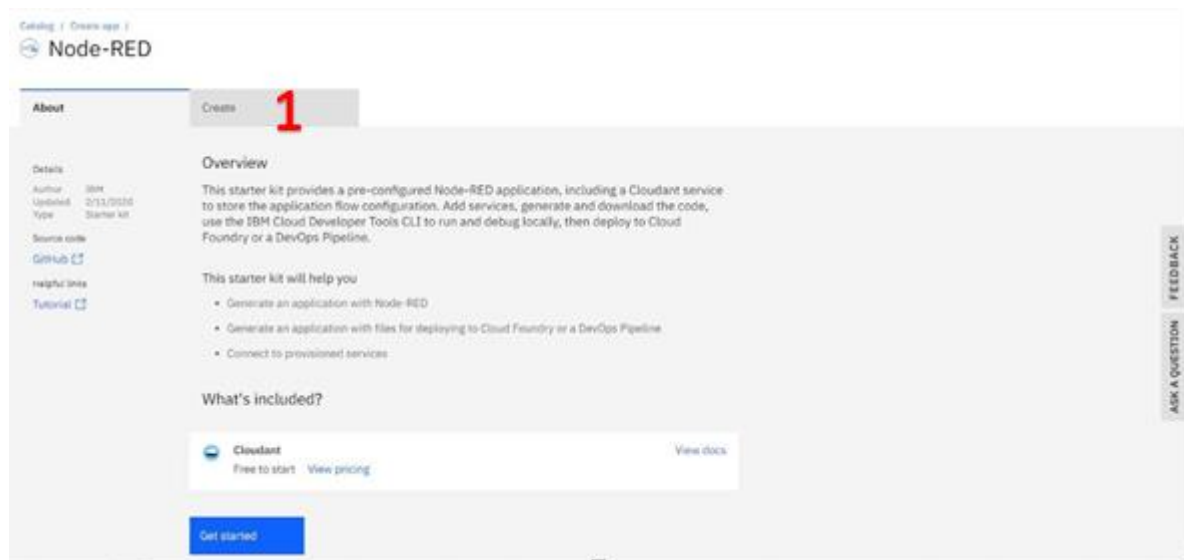 Catalog / Create app /
Node-RED
About
Create
1
Details
Author IBM
Updated 2/11/2020
Type Starter kit
Source code
GitHub
Helpful links
Tutorial
Overview
This starter kit provides a pre-configured Node-RED application, including a Cloudant service
to store the application flow configuration. Add services, generate and download the code,
use the IBM Cloud Developer Tools CLI to run and debug locally, then deploy to Cloud
Foundry or a DevOps Pipeline.
This starter kit will help you
• Generate an application with Node-RED
• Generate an application with files for deploying to Cloud Foundry or a DevOps Pipeline
• Connect to provisioned services
What's included?
Cloudant
View docs
Free to start View pricing
Get started
FEEDBACK
ASK A QUESTION